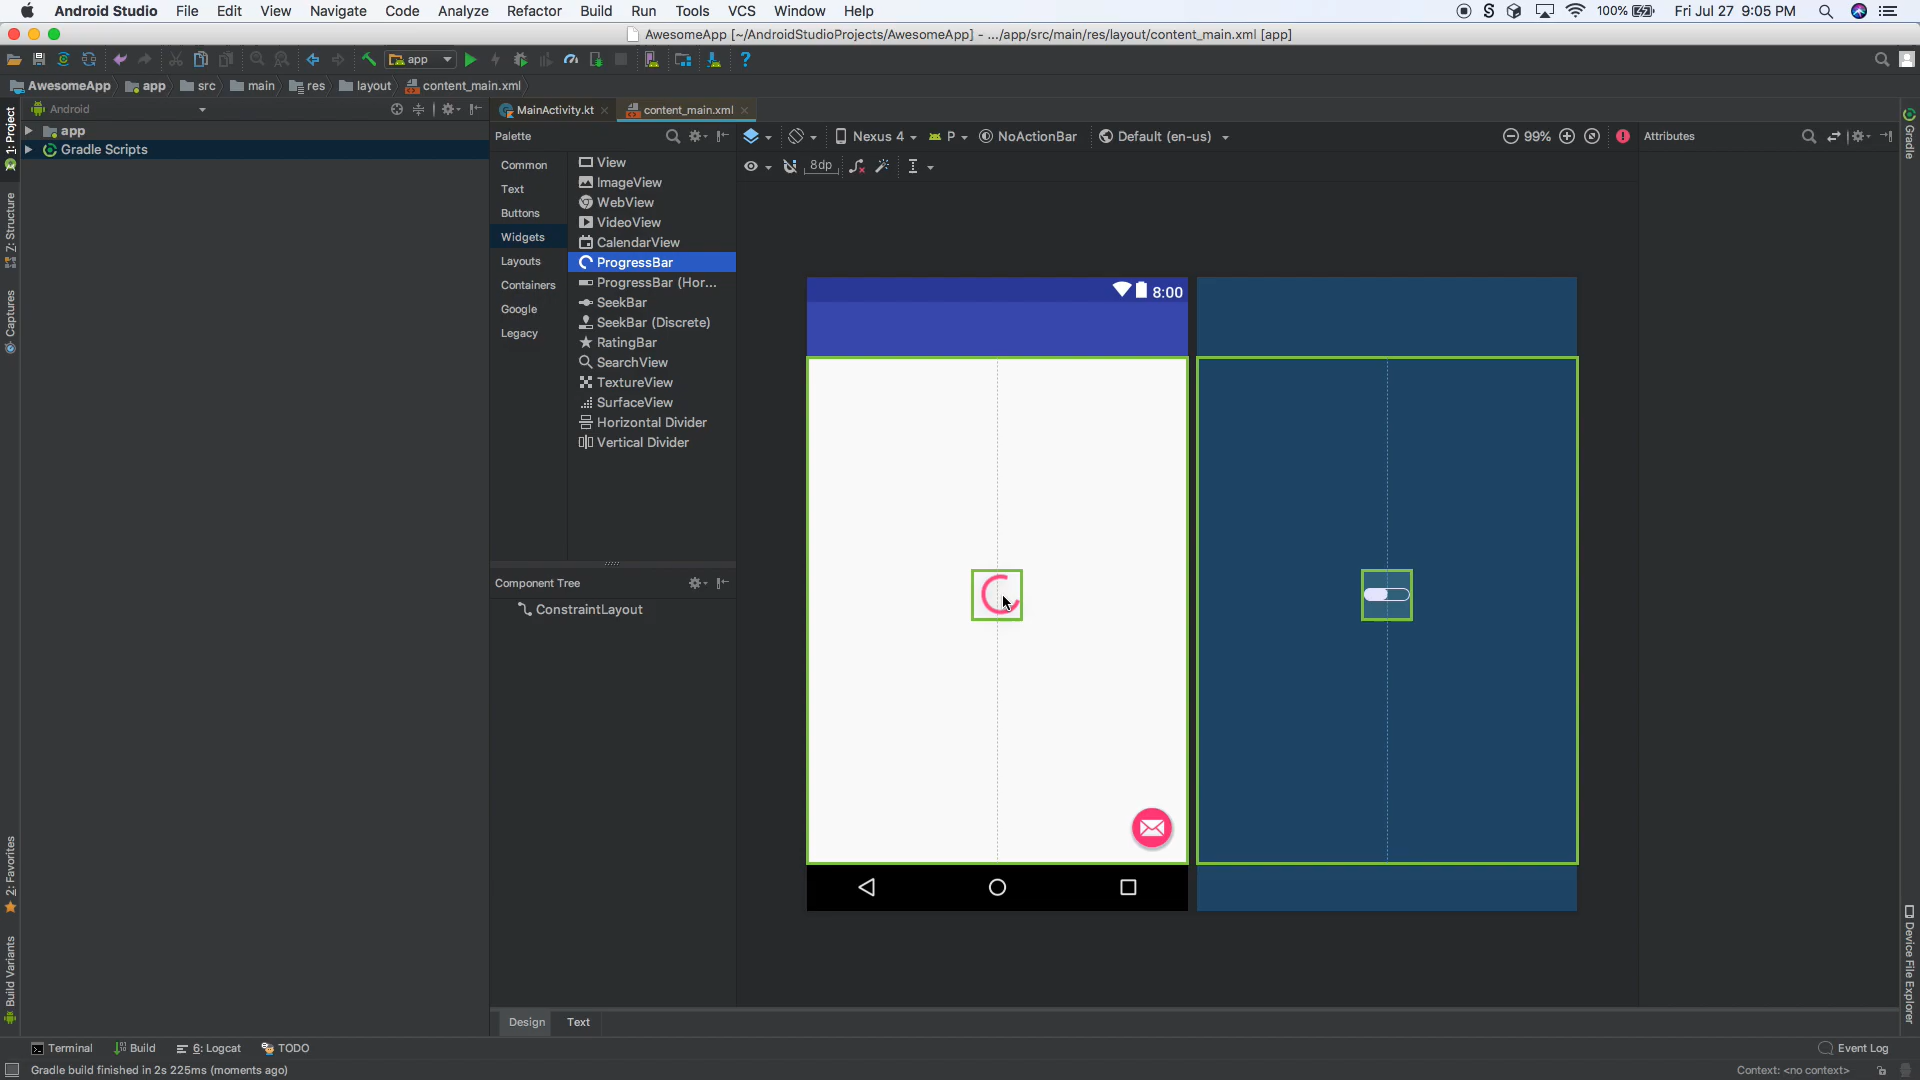 Android Studio File Edit View Navigate Code Analyze Refactor Build Run Tools VCS Window Help S 100% Fri Jul 27 9:05 PM
AwesomeApp [~/AndroidStudioProjects/AwesomeApp] - .../app/src/main/res/layout/content_main.xml [app]
app
AwesomeApp app src main res layout content_main.xml
Android MainActivity.kt content_main.xml
app
Gradle Scripts
Palette
Nexus 4 P NoActionBar Default (en-us) 99% Attributes
8dp
Common
Text
Buttons
Widgets
Layouts
Containers
Google
Legacy
View
ImageView
WebView
VideoView
CalendarView
ProgressBar
ProgressBar (Hor...
SeekBar
SeekBar (Discrete)
RatingBar
SearchView
TextureView
SurfaceView
Horizontal Divider
Vertical Divider
8:00
Component Tree
ConstraintLayout
1: Project
Z: Structure
Captures
2: Favorites
Build Variants
Gradle
Device File Explorer
Design Text
Terminal Build 6: Logcat TODO Event Log
Gradle build finished in 2s 225ms (moments ago) Context: <no context>